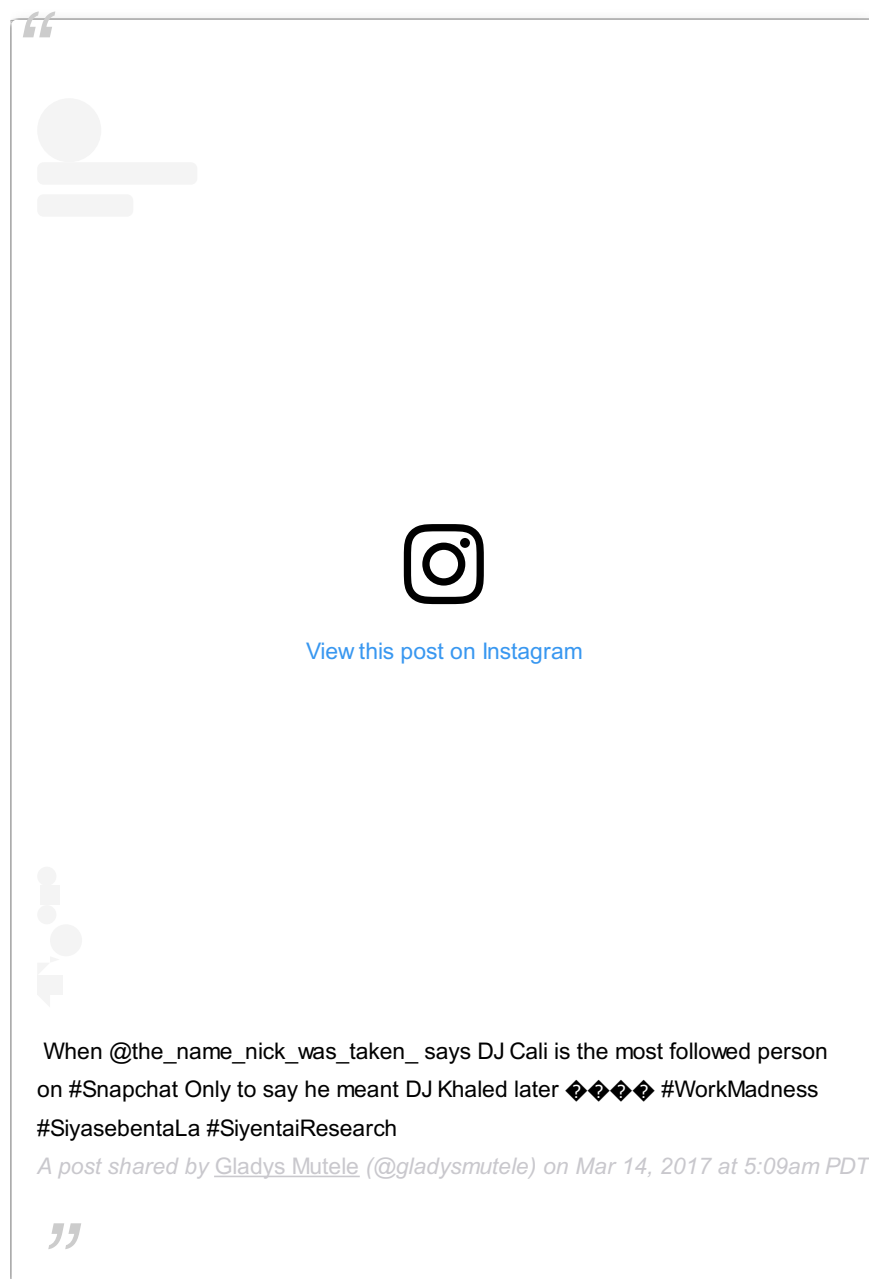 “
View this post on Instagram
When @the_name_nick_was_taken_ says DJ Cali is the most followed person
on #Snapchat Only to say he meant DJ Khaled later ���� #WorkMadness
#SiyasebentaLa #SiyentaiResearch
A post shared by Gladys Mutele (@gladysmutele) on Mar 14, 2017 at 5:09am PDT
”